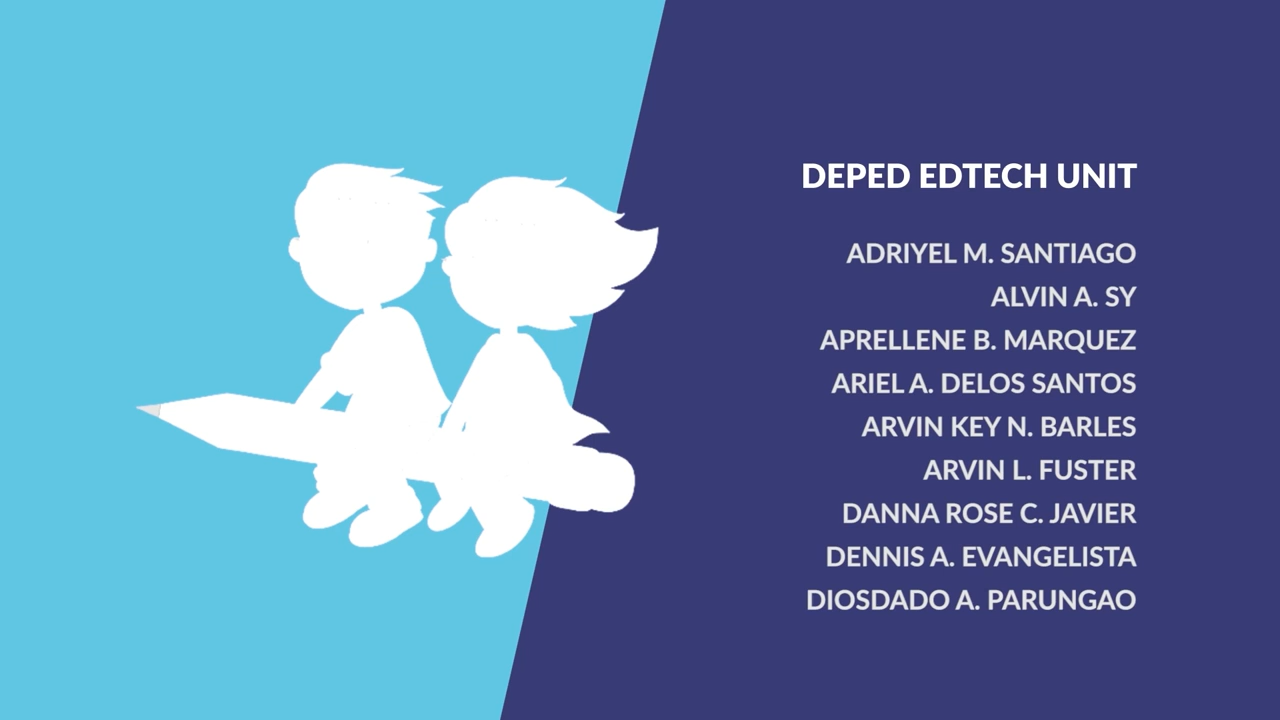 DEPED EDTECH UNIT
ADRIYEL M. SANTIAGO
ALVIN A. SY
APRELLENE B. MARQUEZ
ARIEL A. DELOS SANTOS
ARVIN KEY N. BARLES
ARVIN L. FUSTER
DANNA ROSE C. JAVIER
DENNIS A. EVANGELISTA
DIOSDADO A. PARUNGAO